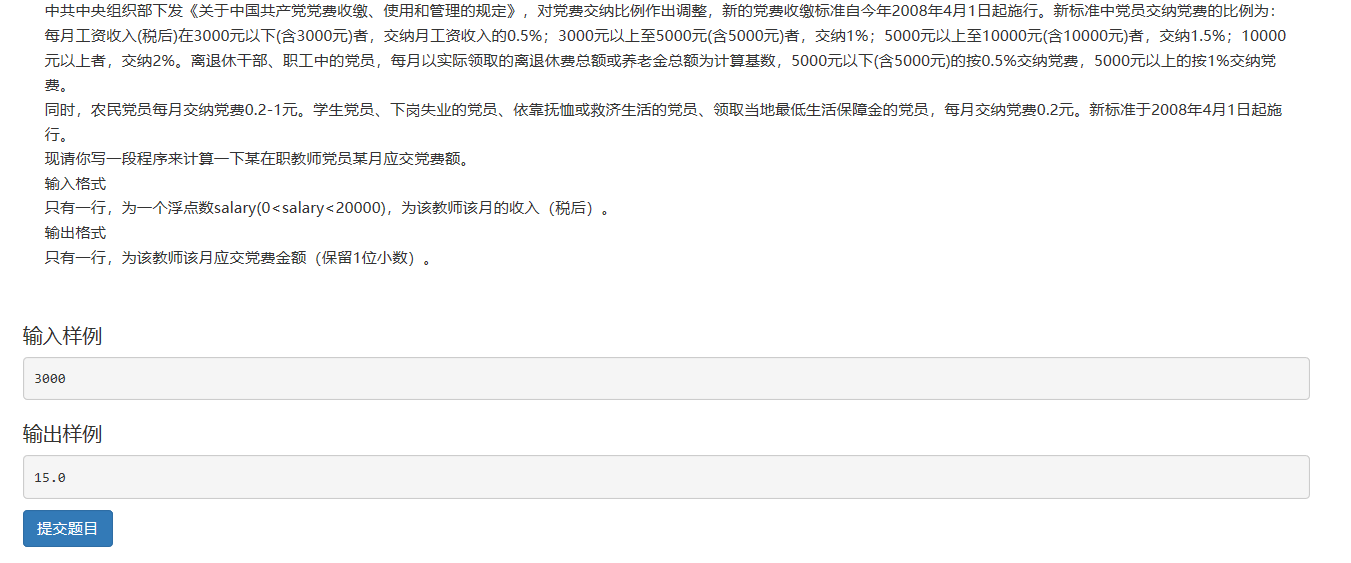 中共中央组织部下发《关于中国共产党党费收缴、使用和管理的规定》，对党费交纳比例作出调整，新的党费收缴标准自今年2008年4月1日起施行。新标准中党员交纳党费的比例为：
每月工资收入(税后)在3000元以下(含3000元)者，交纳月工资收入的0.5%；3000元以上至5000元(含5000元)者，交纳1%；5000元以上至10000元(含10000元)者，交纳1.5%；10000
元以上者，交纳2%。离退休干部、职工中的党员，每月以实际领取的离退休费总额或养老金总额为计算基数，5000元以下(含5000元)的按0.5%交纳党费，5000元以上的按1%交纳党
费。
同时，农民党员每月交纳党费0.2-1元。学生党员、下岗失业的党员、依靠抚恤或救济生活的党员、领取当地最低生活保障金的党员，每月交纳党费0.2元。新标准于2008年4月1日起施
行。
现请你写一段程序来计算一下某在职教师党员某月应交党费额。
输入格式
只有一行，为一个浮点数salary(0<salary<20000)，为该教师该月的收入（税后）。
输出格式
只有一行，为该教师该月应交党费金额（保留1位小数）。
输入样例
3000
输出样例
15.0
提交题目